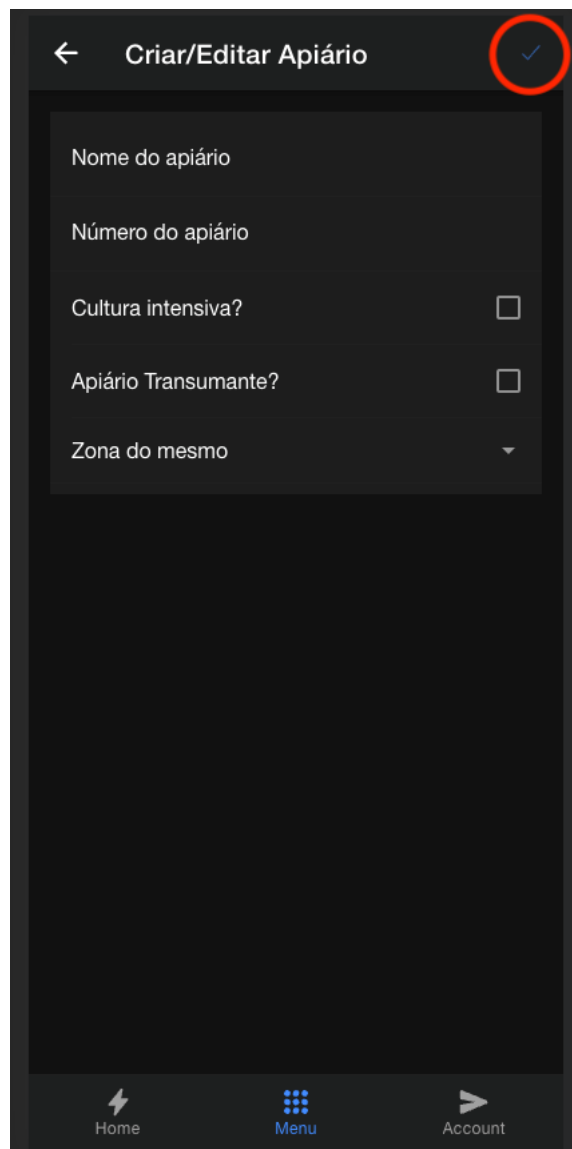 Criar/Editar Apiário
Nome do apiário
Número do apiário
Cultura intensiva?
Apiário Transumante?
Zona do mesmo
Home Menu Account